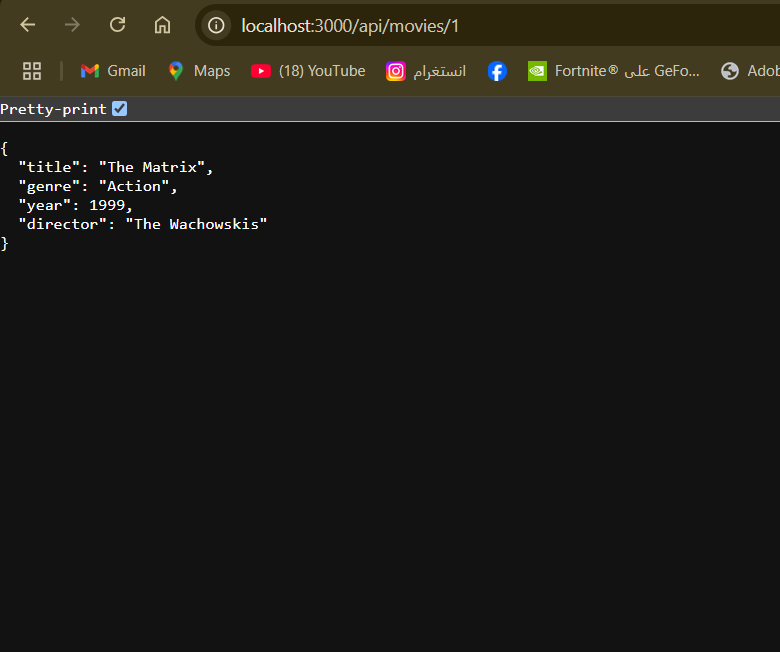 localhost:3000/api/movies/1
Gmail Maps (18) YouTube انستغرام Fortnite® على GeFo... Adob
Pretty-print
{
  "title": "The Matrix",
  "genre": "Action",
  "year": 1999,
  "director": "The Wachowskis"
}